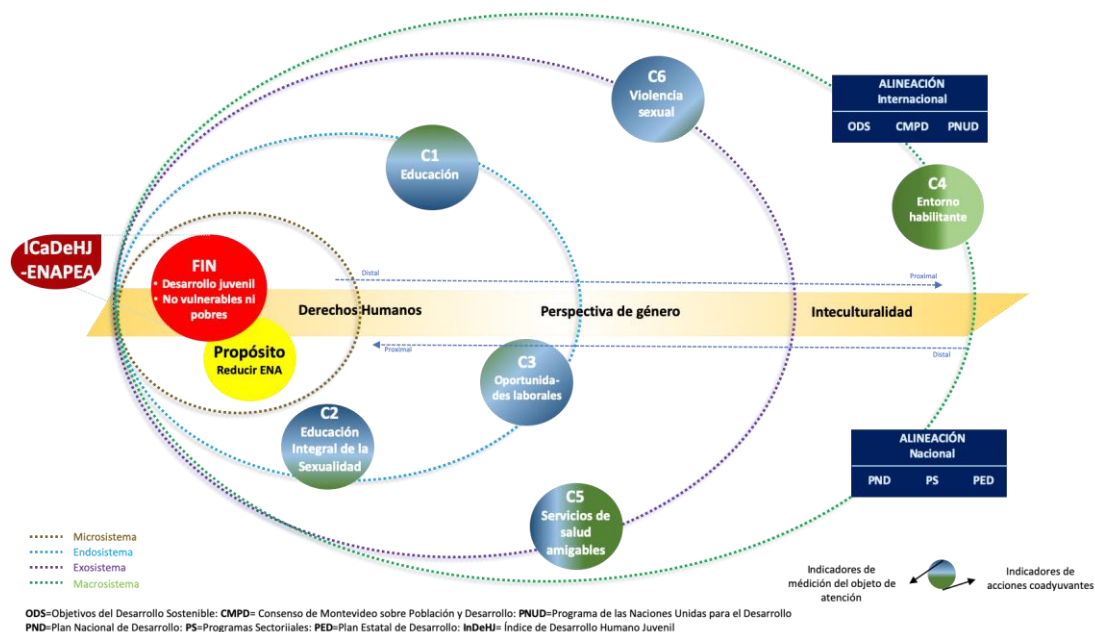 C6
Violencia
sexual
ALINEACIÓN
Internacional
ODS CMPD PNUD
C1
Educación
C4
Entorno
habilitante
ICaDeHJ
-ENAPEA
FIN
• Desarrollo juvenil
• No vulnerables ni
pobres
Distal
Proximal
Derechos Humanos
Perspectiva de género
Inteculturalidad
Propósito
Reducir ENA
Proximal
Distal
C3
Oportunida-
des laborales
C2
Educación
Integral de la
Sexualidad
ALINEACIÓN
Nacional
PND PS PED
C5
Servicios de
salud
amigables
Microsistema
Endosistema
Exosistema
Macrosistema
Indicadores de
médición del objeto de
atención
Indicadores de
acciones coadyuvantes
ODS=Objetivos del Desarrollo Sostenible: CMPD= Consenso de Montevideo sobre Población y Desarrollo: PNUD=Programa de las Naciones Unidas para el Desarrollo
PND=Plan Nacional de Desarrollo: PS=Programas Sectoriiales: PED=Plan Estatal de Desarrollo: InDeHJ= Índice de Desarrollo Humano Juvenil